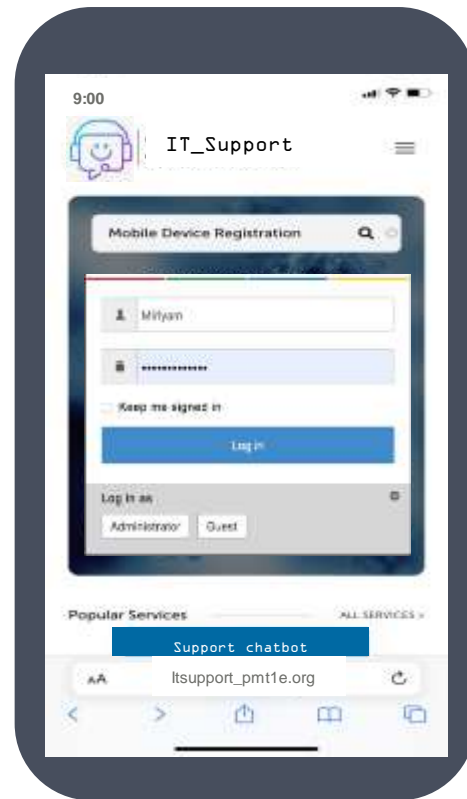 9:00
IT_Support
Mobile Device Registration
Miriyam
•••••••••••••
Keep me signed in
Log in
Log in as
Administrator Guest
Popular Services ALL SERVICES >
Support chatbot
AA Itsupport_pmt1e.org